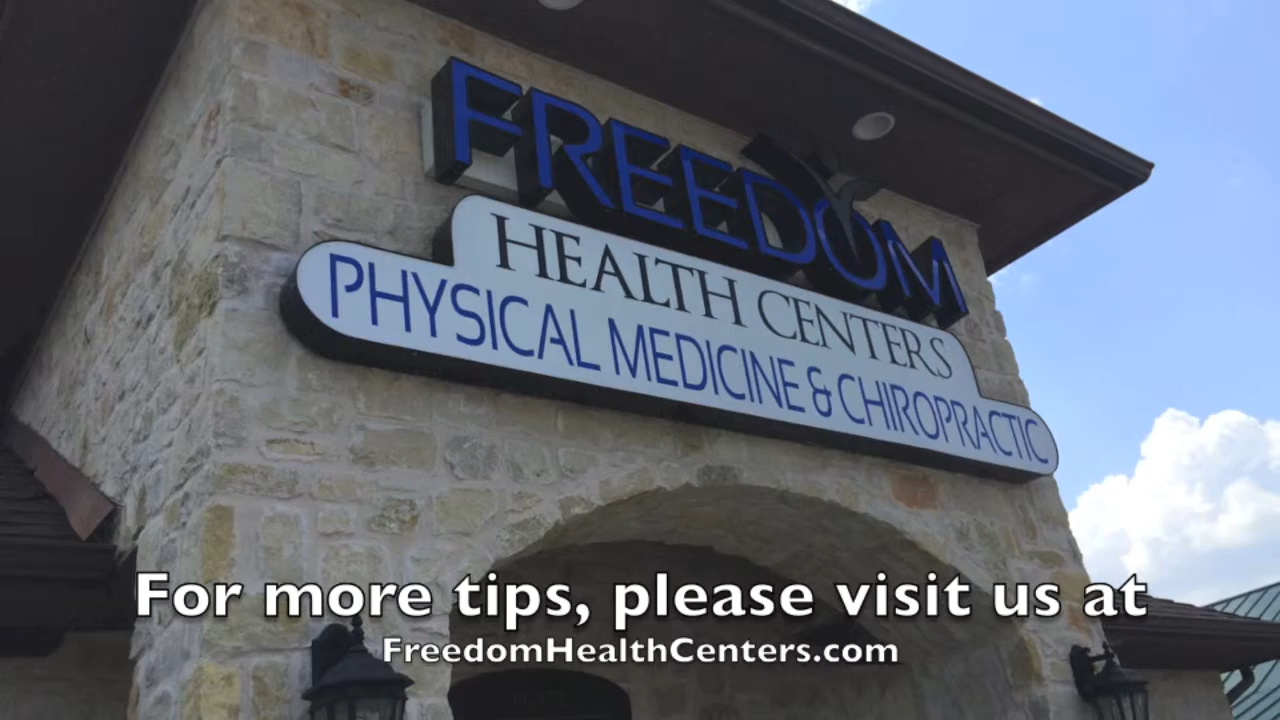 FREEDOM
HEALTH CENTERS
PHYSICAL MEDICINE & CHIROPRACTIC
For more tips, please visit us at
FreedomHealthCenters.com